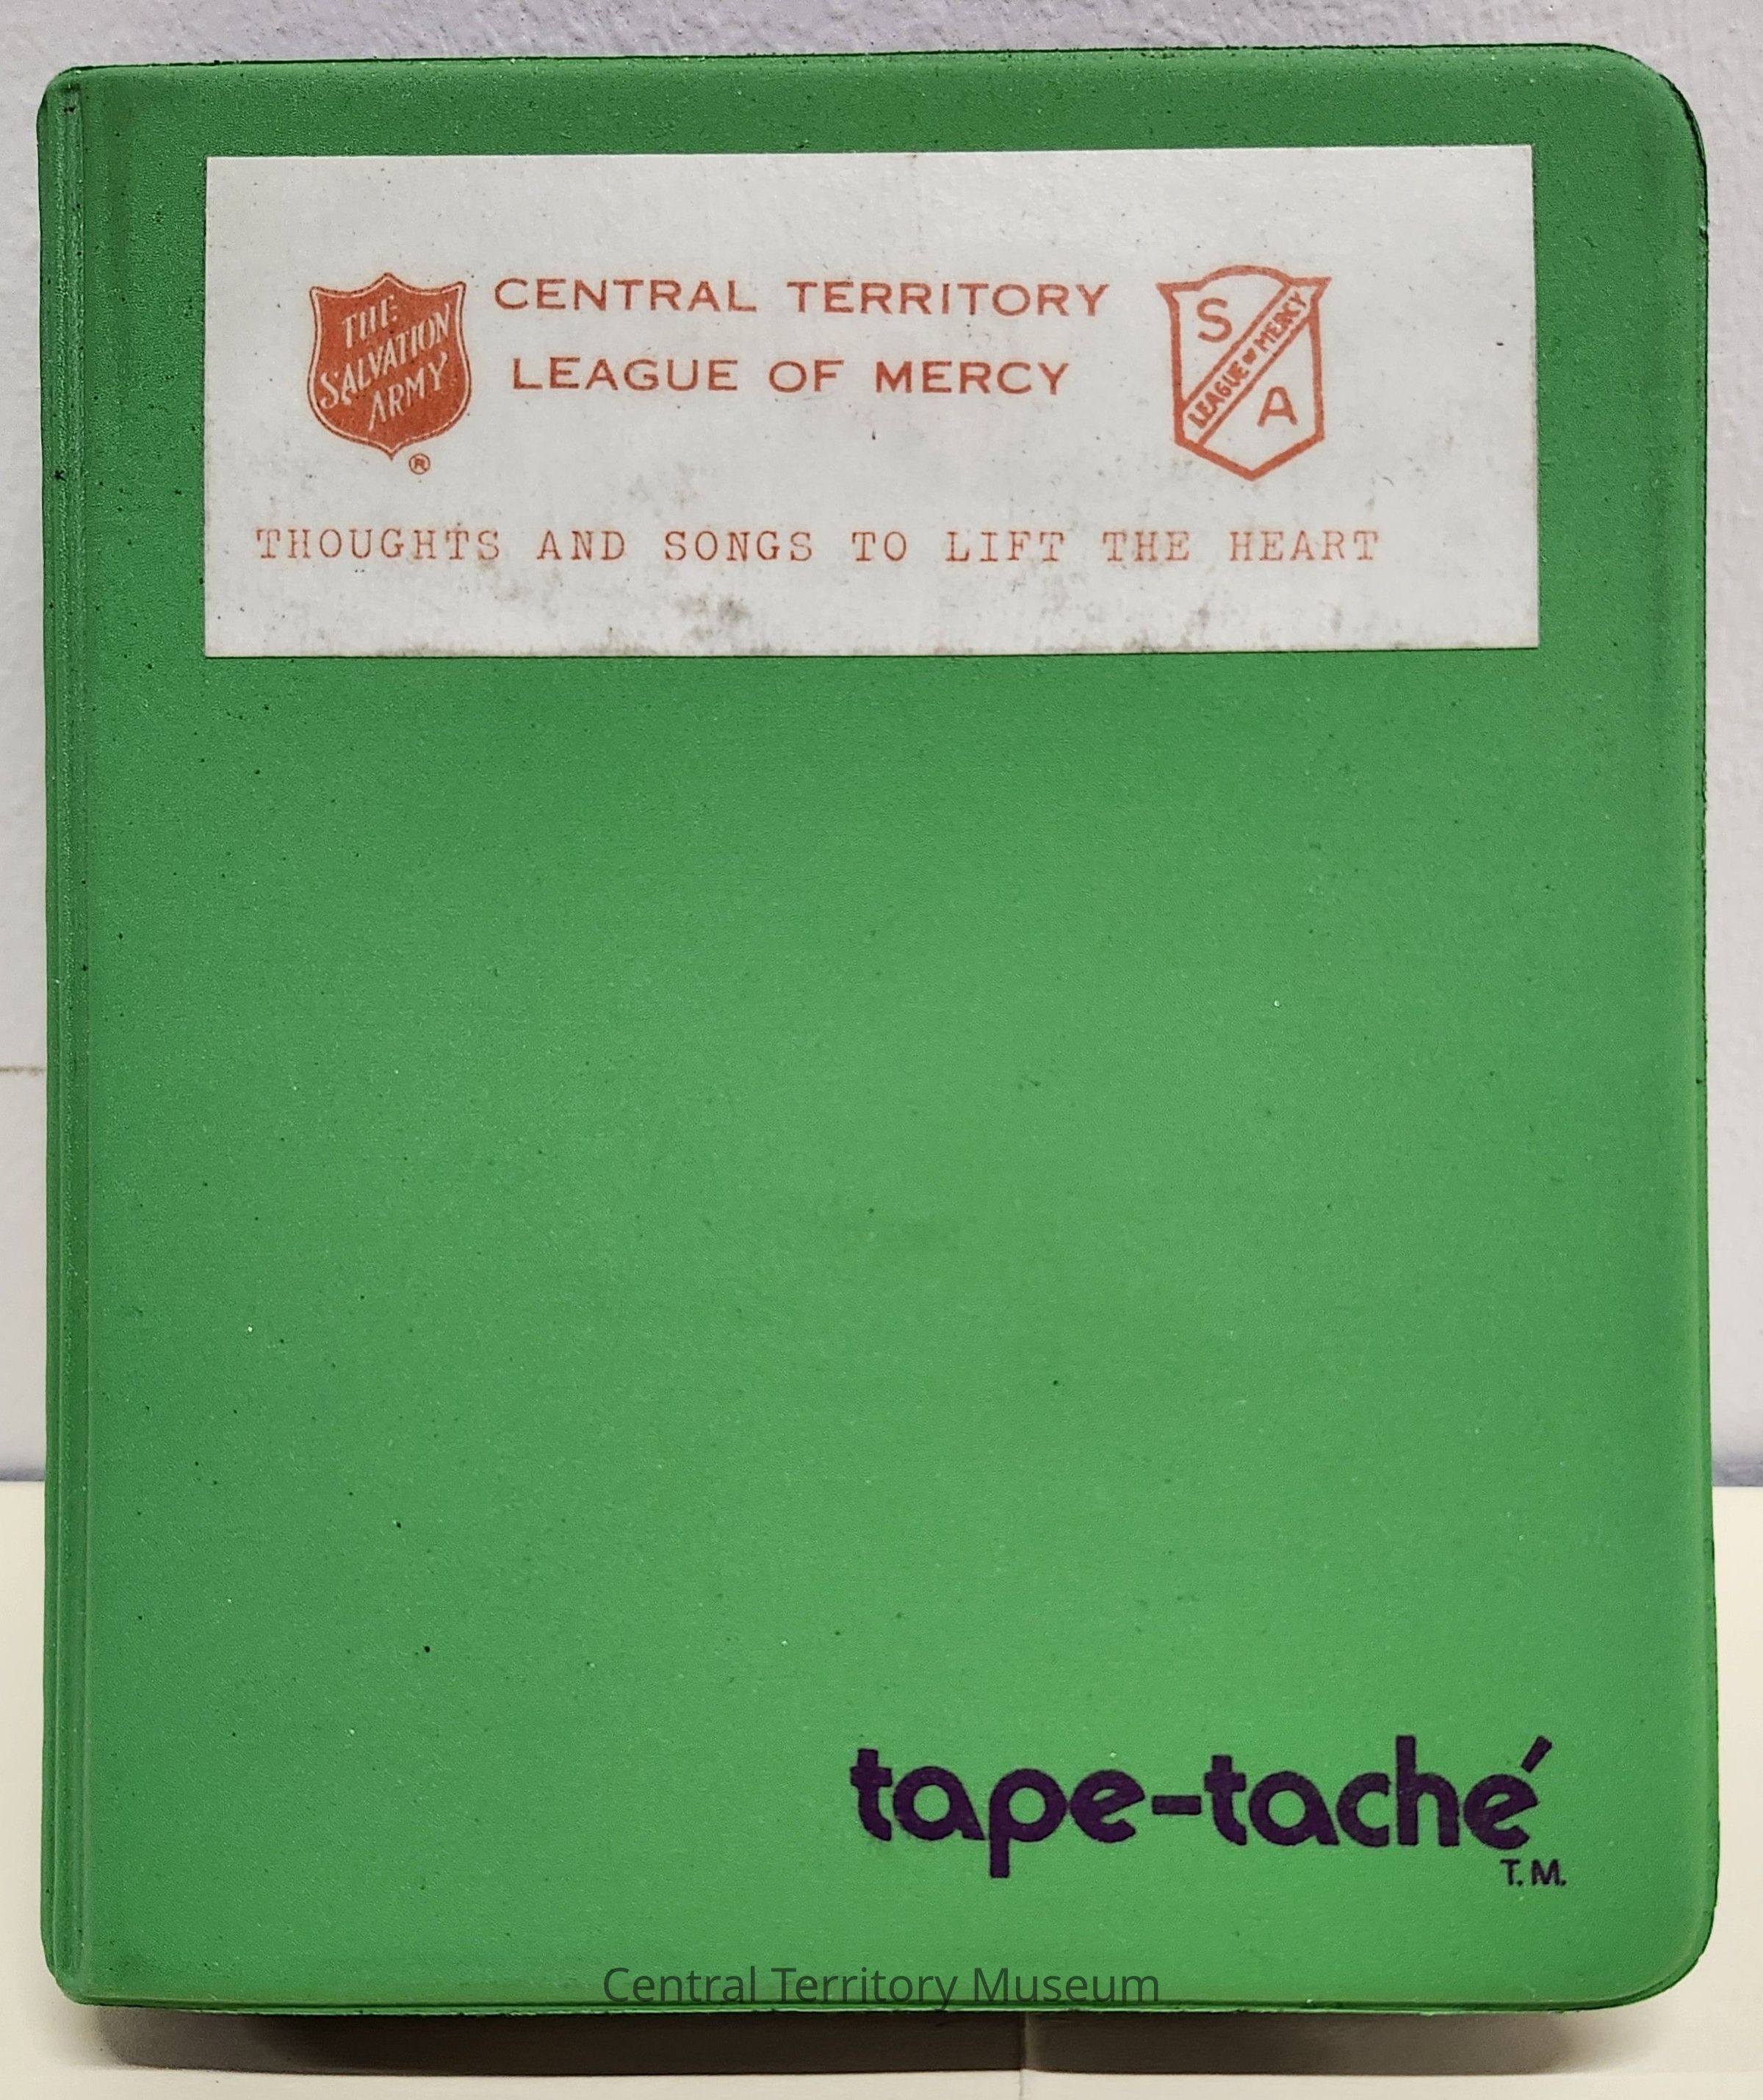 THE
SALVATION
ARMY
®
CENTRAL TERRITORY
LEAGUE OF MERCY
S
LEAGUE OF MERCY
A
THOUGHTS AND SONGS TO LIFT THE HEART
tape-taché
T.M.
Central Territory Museum